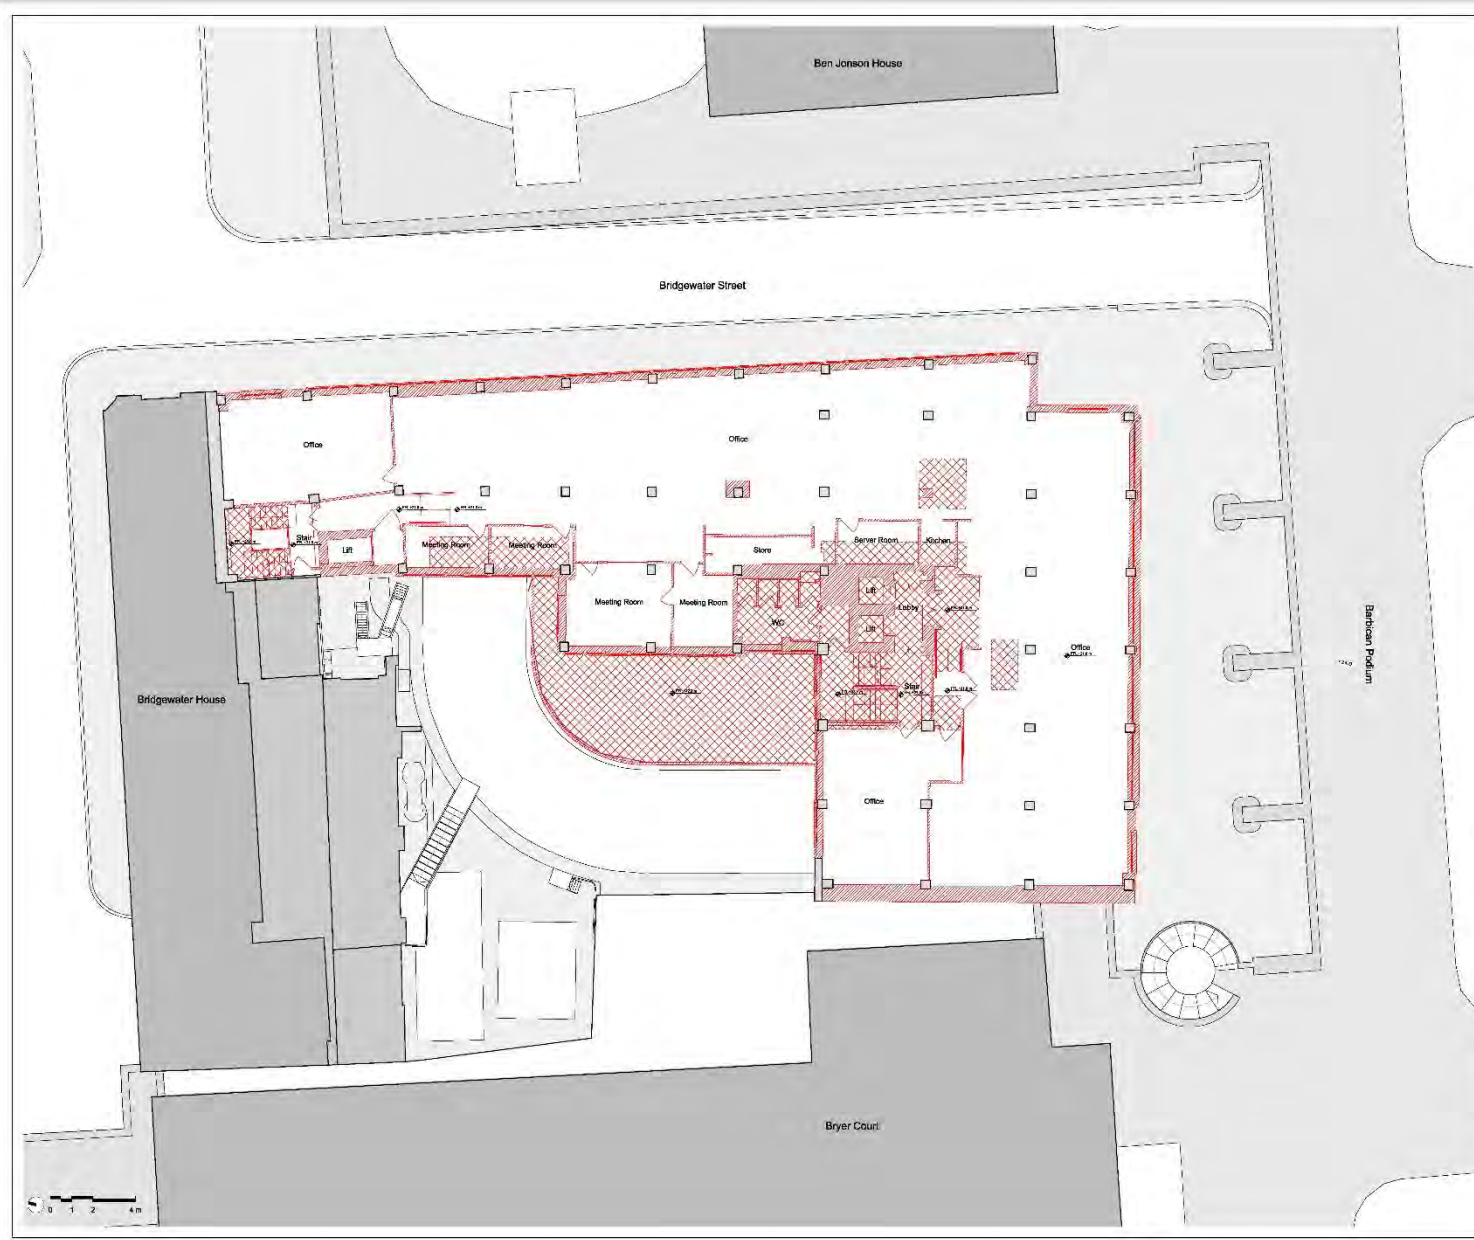 Ben Jonson House
Bridgewater Street
Office
Office
Stair
Lift
Meeting Room
Meeting Room
Store
Server Room
Kitchen
Meeting Room
Meeting Room
WC
Lift
Lobby
Lift
Office
Stair
Barbican Podium
Bridgewater House
Office
Bryer Court
0 1 2 4 m